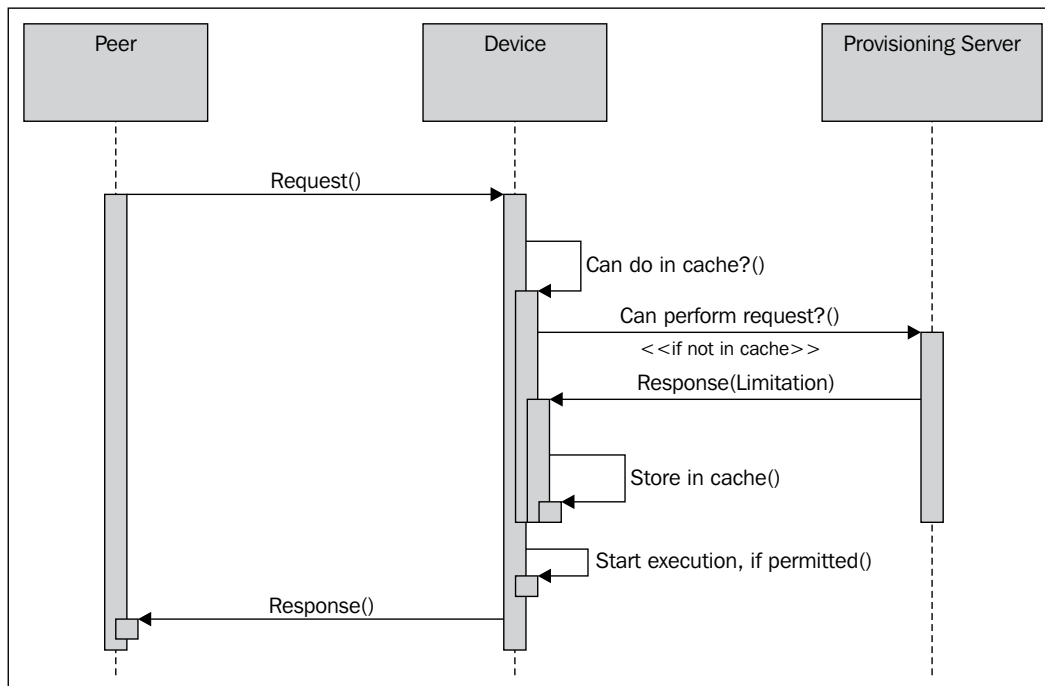 Peer
Device
Provisioning Server
Request()
Can do in cache?()
Can perform request?()
<<if not in cache>>
Response(Limitation)
Store in cache()
Start execution, if permitted()
Response()